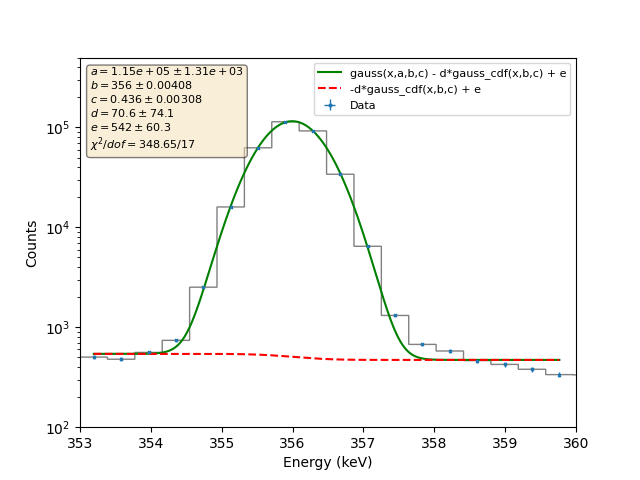 a = 1.15e + 05 ± 1.31e + 03
b = 356 ± 0.00408
c = 0.436 ± 0.00308
d = 70.6 ± 74.1
e = 542 ± 60.3
χ²/dof = 348.65/17
gauss(x,a,b,c) - d*gauss_cdf(x,b,c) + e
-d*gauss_cdf(x,b,c) + e
Data
Counts
10⁵
10⁴
10³
10²
353 354 355 356 357 358 359 360
Energy (keV)